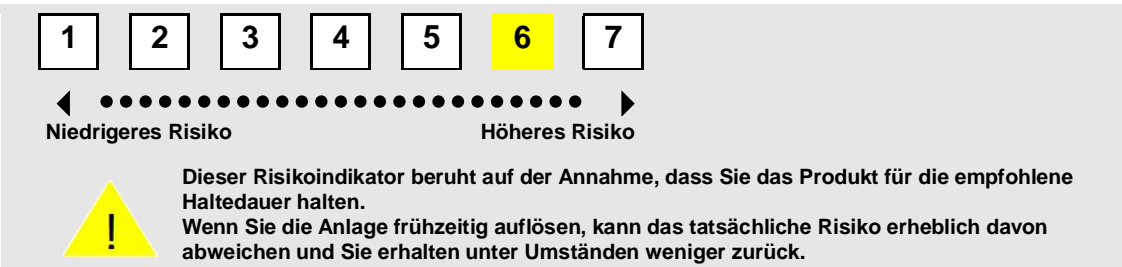 1 2 3 4 5 6 7
Niedrigeres Risiko Höheres Risiko
!
Dieser Risikoindikator beruht auf der Annahme, dass Sie das Produkt für die empfohlene
Haltedauer halten.
Wenn Sie die Anlage frühzeitig auflösen, kann das tatsächliche Risiko erheblich davon
abweichen und Sie erhalten unter Umständen weniger zurück.